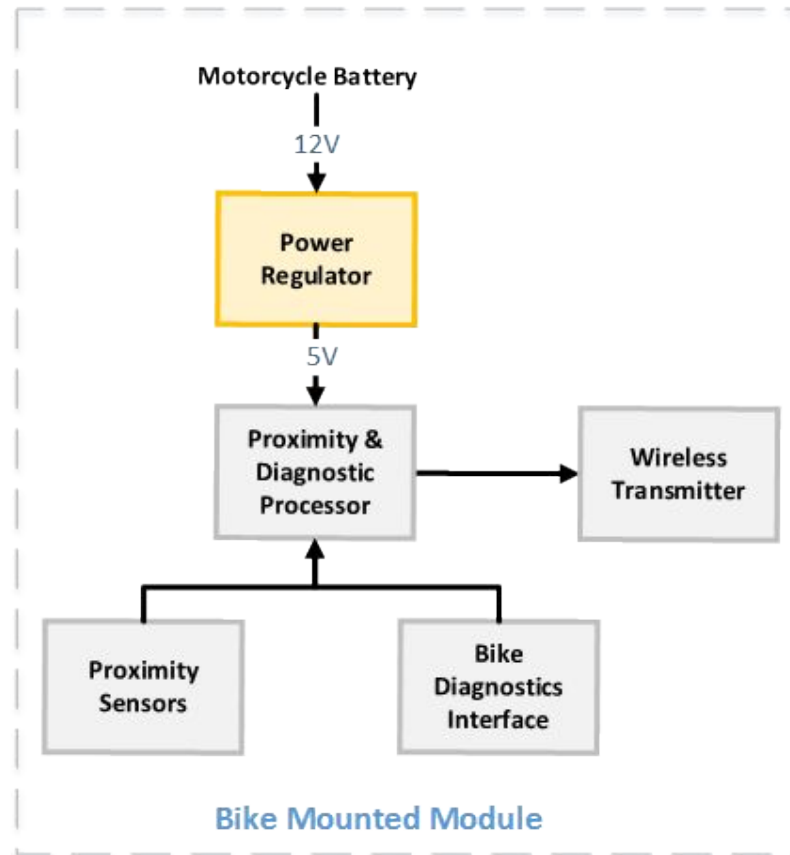 Motorcycle Battery
12V
Power
Regulator
5V
Proximity &
Diagnostic
Processor
Wireless
Transmitter
Proximity
Sensors
Bike
Diagnostics
Interface
Bike Mounted Module